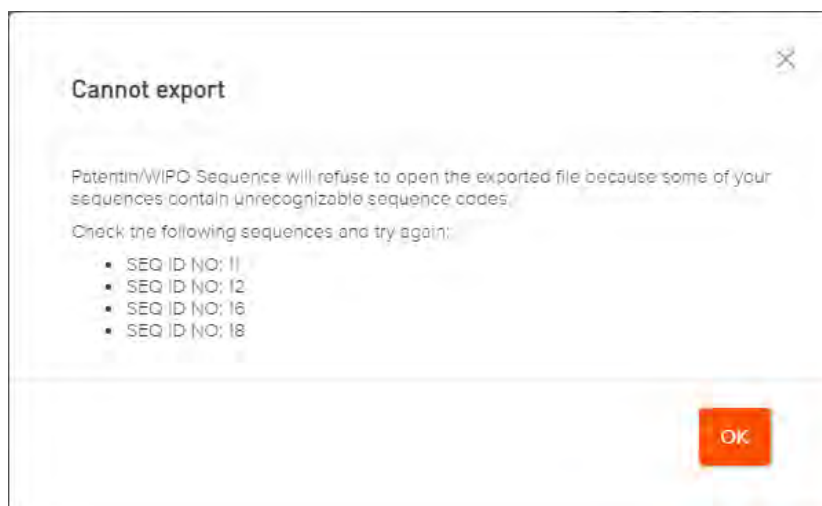 Cannot export
PatentIn/WIPO Sequence will refuse to open the exported file because some of your
sequences contain unrecognizable sequence codes.
Check the following sequences and try again:
• SEQ ID NO: 11
• SEQ ID NO: 12
• SEQ ID NO: 16
• SEQ ID NO: 18
OK